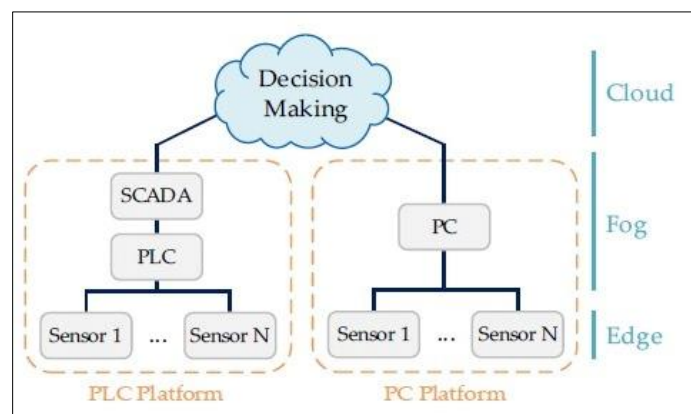 Decision
Making
Cloud
SCADA
PLC
PC
Fog
Sensor 1 ... Sensor N
Sensor 1 ... Sensor N
Edge
PLC Platform
PC Platform